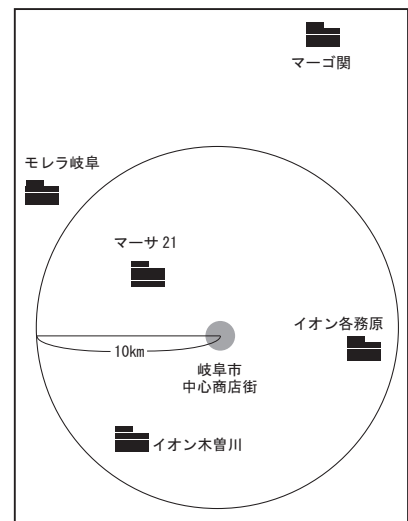 マーゴ関
モレラ岐阜
マーサ 21
イオン各務原
10km
岐阜市
中心商店街
イオン木曽川